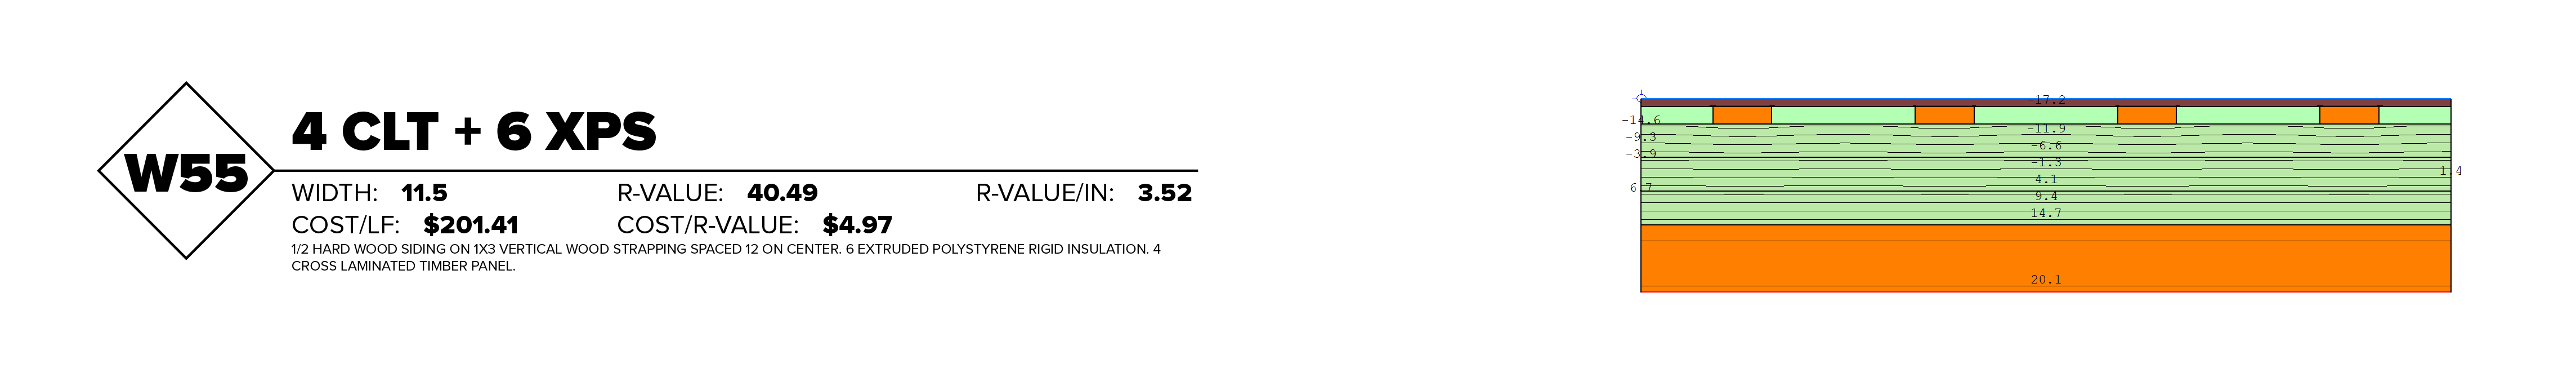 W55
4 CLT + 6 XPS
WIDTH: 11.5 R-VALUE: 40.49 R-VALUE/IN: 3.52
COST/LF: $201.41 COST/R-VALUE: $4.97
1/2 HARD WOOD SIDING ON 1X3 VERTICAL WOOD STRAPPING SPACED 12 ON CENTER. 6 EXTRUDED POLYSTYRENE RIGID INSULATION. 4
CROSS LAMINATED TIMBER PANEL.
-17.2
-14.6
-11.9
-9.3
-6.6
-3.9
-1.3
1.4
4.1
6.7
9.4
14.7
20.1